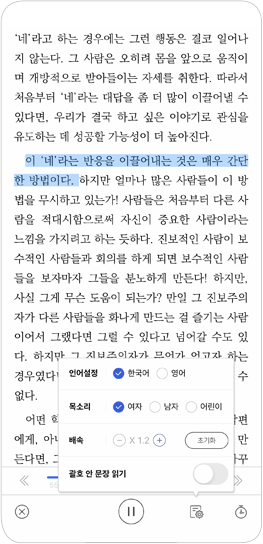 ‘네’라고 하는 경우에는 그런 행동은 결코 일어나
지 않는다. 그 사람은 오히려 몸을 앞으로 움직이
며 개방적으로 받아들이는 자세를 취한다. 따라서
처음부터 ‘네’라는 대답을 좀 더 많이 이끌어낼 수
있다면, 우리가 결국 하고 싶은 이야기로 관심을
유도하는 데 성공할 가능성이 더 높아진다.
이 ‘네’라는 반응을 이끌어내는 것은 매우 간단
한 방법이다. 하지만 얼마나 많은 사람들이 이 방
법을 무시하고 있는가! 사람들은 처음부터 다른 사
람을 적대시함으로써 자신이 중요한 사람이라는
느낌을 가지려고 하는 듯하다. 진보적인 사람이 보
수적인 사람들과 회의를 하게 되면 보수적인 사람
들을 보자마자 그들을 분노하게 만든다! 하지만,
사실 그게 무슨 도움이 되는가? 만일 그 진보주의
자가 다른 사람들을 화나게 만드는 걸 즐기는 사람
이어서 그랬다면 그럴 수 있다고 넘어갈 수도 있
다. 하지만 그 진보주의자가 무언가 얻고자 하는
경우였다
수
없다.
어떤 학
편
에게, 아
만
든다면, 그
바꾸
언어설정
한국어
영어
목소리
여자
남자
어린이
배속
X 1.2
초기화
괄호 안 문장 읽기